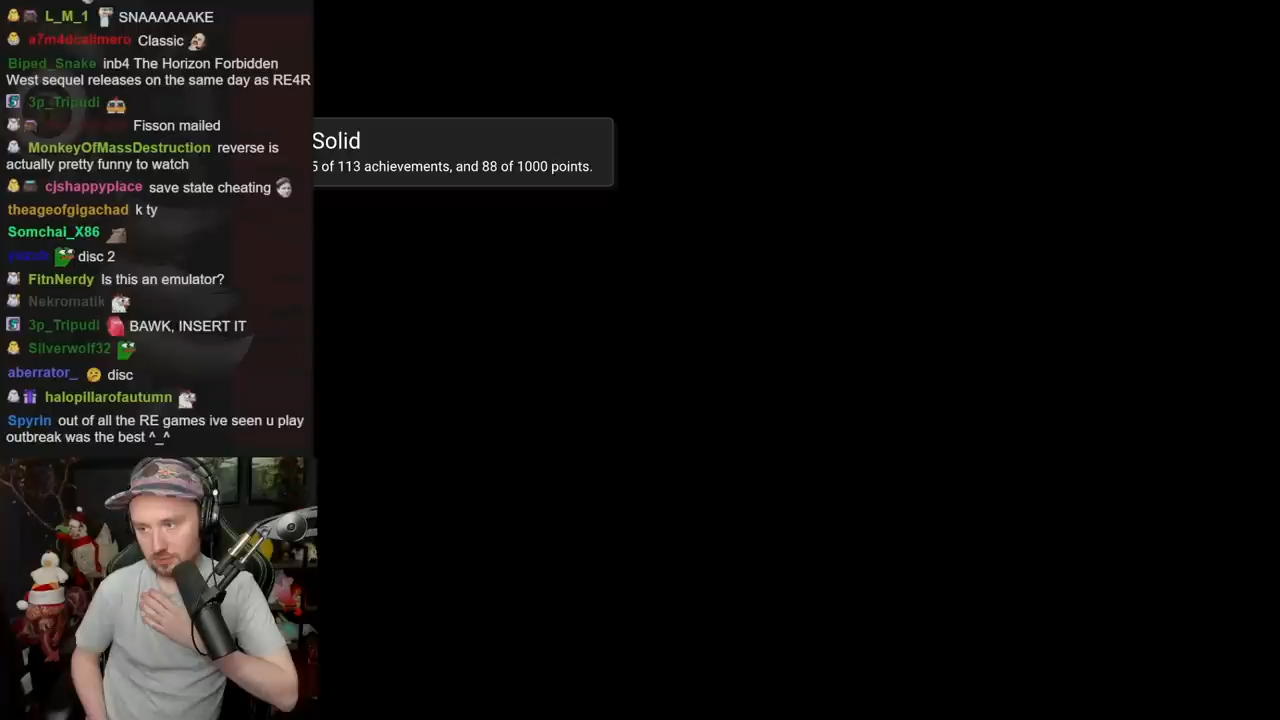 L_M_1 SNAAAAAAKE
a7m4dcalimero Classic
Biped_Snake inb4 The Horizon Forbidden
West sequel releases on the same day as RE4R
3p_Tripudi
Fisson mailed
MonkeyOfMassDestruction reverse is
actually pretty funny to watch
cjshappyplace save state cheating
theageofgigachad k ty
Somchai_X86
disc 2
FitnNerdy Is this an emulator?
Nekromatik
3p_Tripudi BAWK, INSERT IT
Silverwolf32
aberrator_ disc
halopillarofautumn
Spyrln out of all the RE games ive seen u play
outbreak was the best ^_^
Solid
5 of 113 achievements, and 88 of 1000 points.